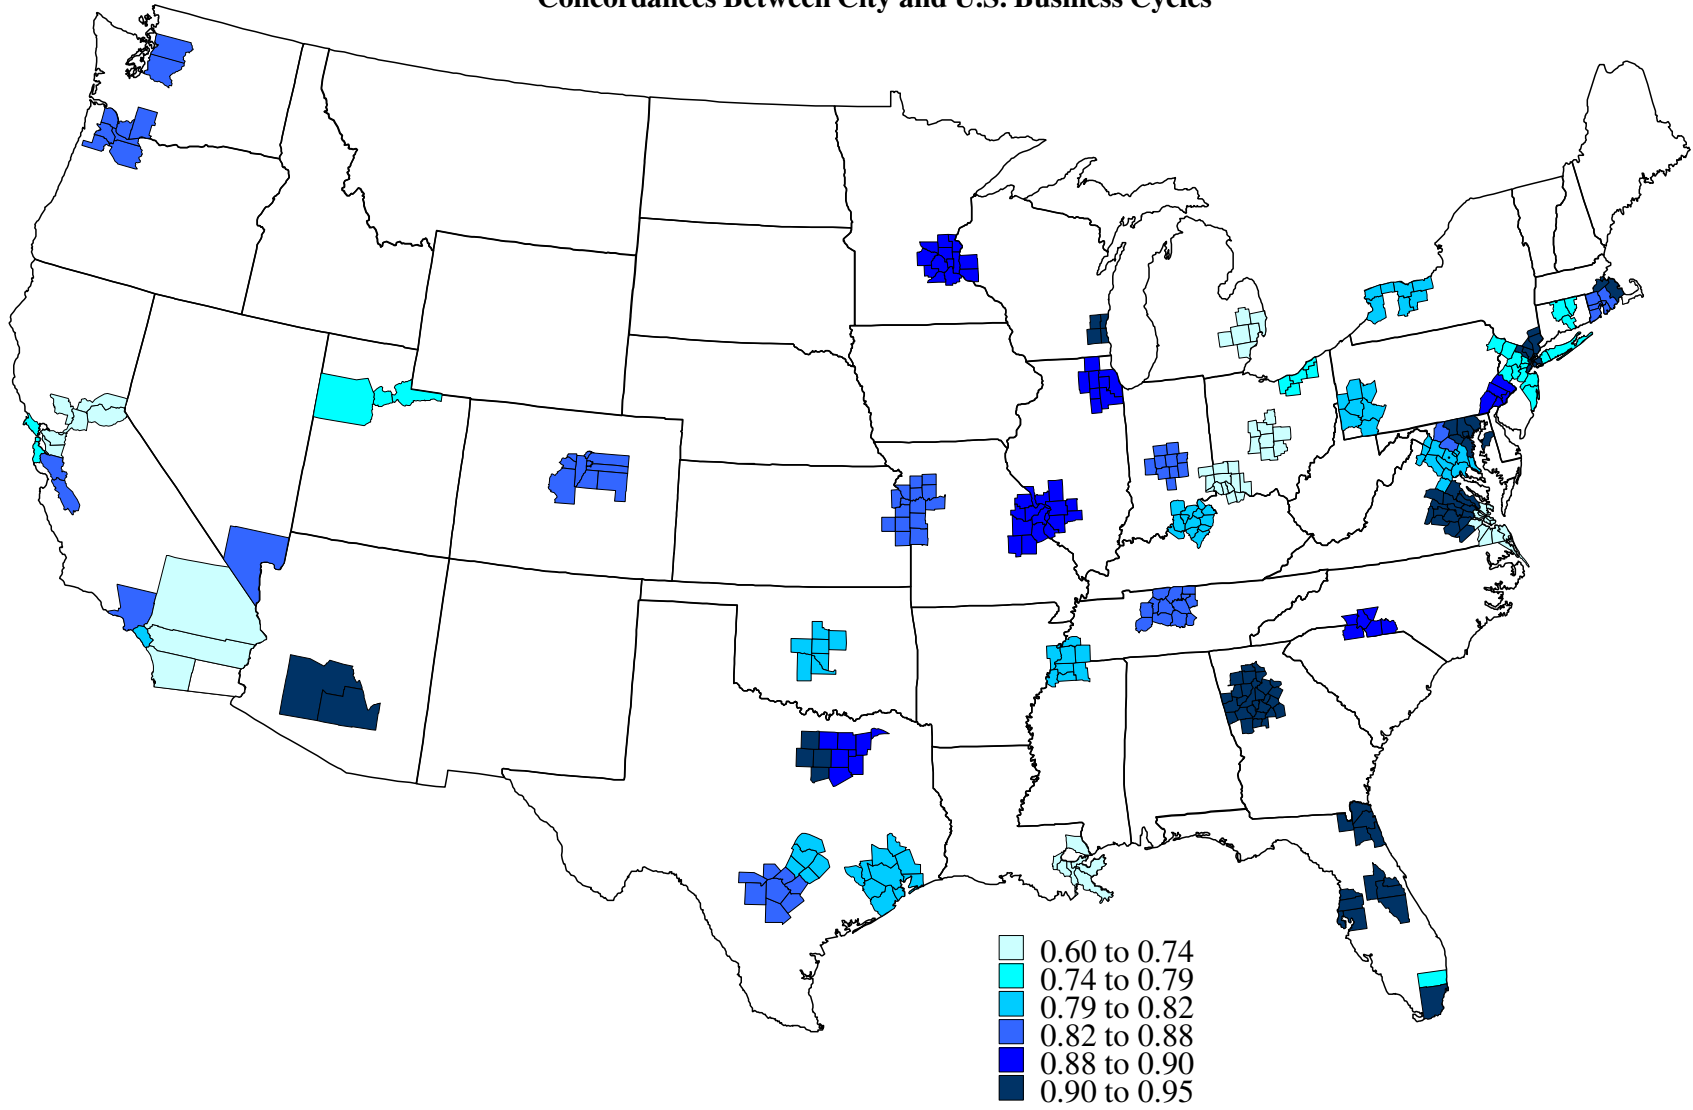 Concordances Between City and U.S. Business Cycles
0.60 to 0.74
0.74 to 0.79
0.79 to 0.82
0.82 to 0.88
0.88 to 0.90
0.90 to 0.95